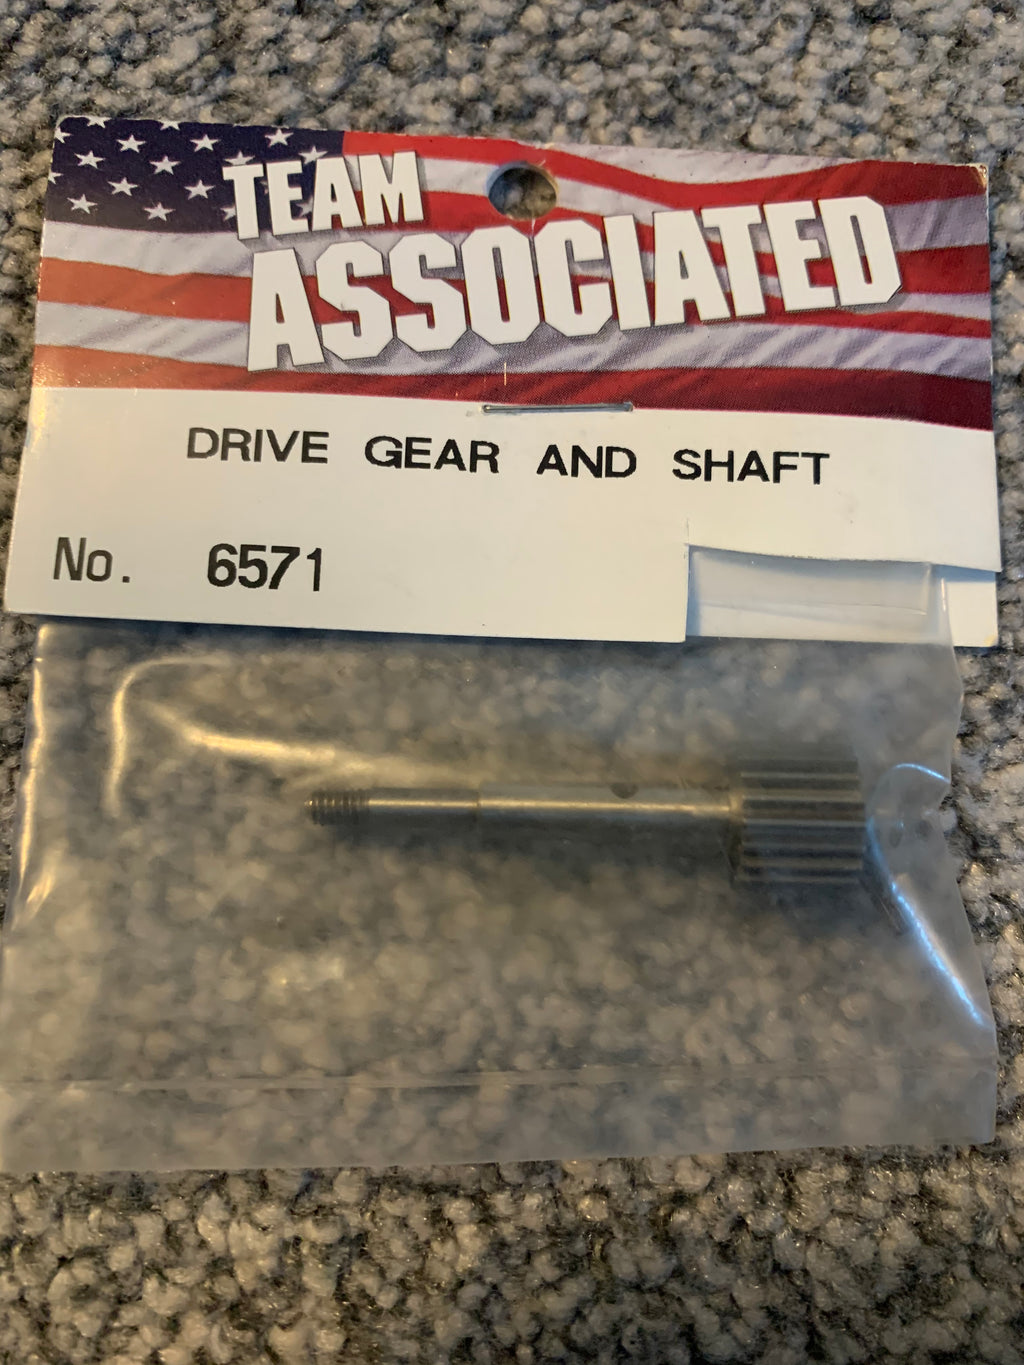 TEAM
ASSOCIATED
DRIVE GEAR AND SHAFT
No. 6571